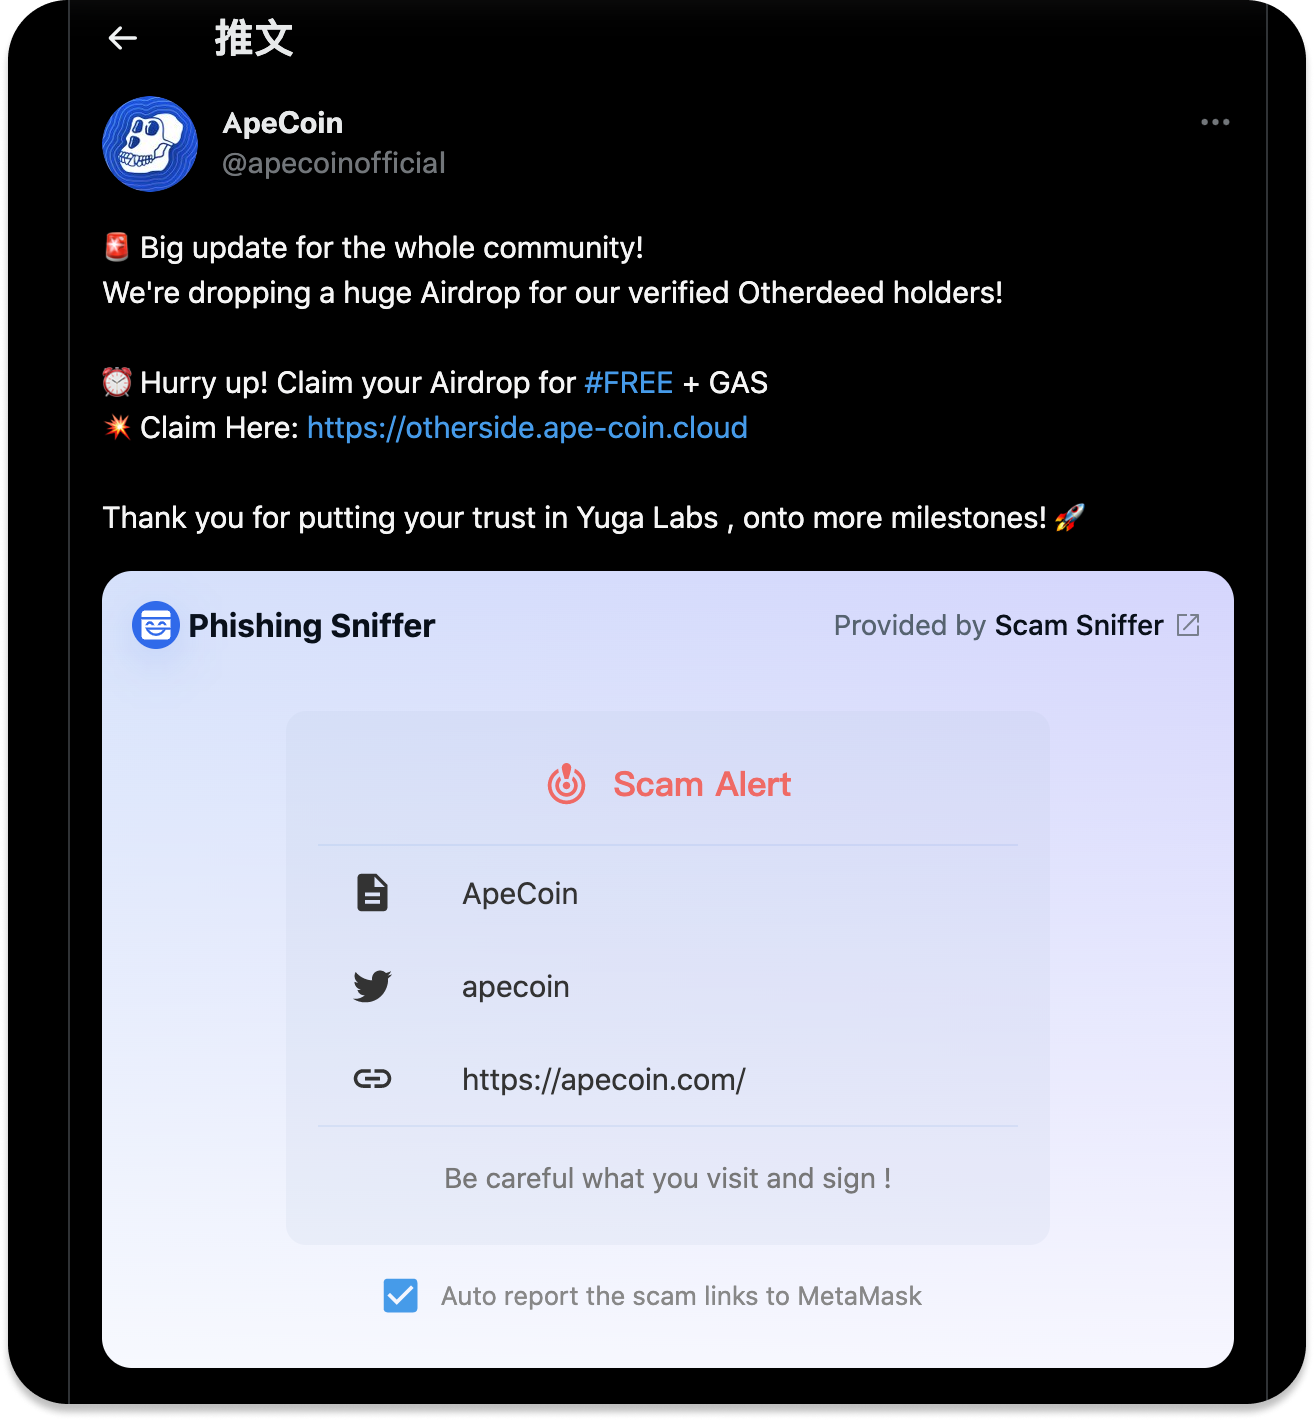 推文
ApeCoin
@apecoinofficial
🚨 Big update for the whole community!
We're dropping a huge Airdrop for our verified Otherdeed holders!
⏰ Hurry up! Claim your Airdrop for #FREE + GAS
💥 Claim Here: https://otherside.ape-coin.cloud
Thank you for putting your trust in Yuga Labs , onto more milestones! 🚀
Phishing Sniffer
Provided by Scam Sniffer
Scam Alert
ApeCoin
apecoin
https://apecoin.com/
Be careful what you visit and sign !
Auto report the scam links to MetaMask